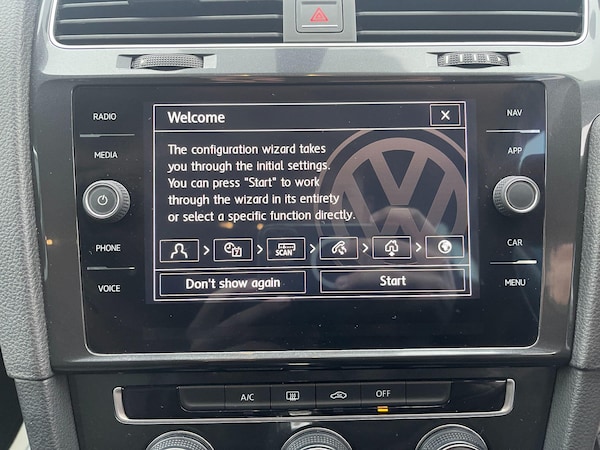 RADIO
MEDIA
PHONE
VOICE
Welcome X
The configuration wizard takes
you through the initial settings.
You can press "Start" to work
through the wizard in its entirety
or select a specific function directly.
> > SCAN > > >
Don't show again Start
NAV
APP
CAR
MENU
A/C OFF